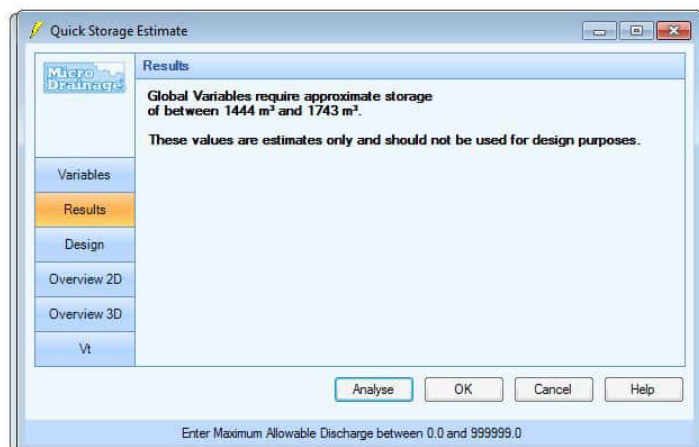 Quick Storage Estimate
Micro
Drainage
Variables
Results
Design
Overview 2D
Overview 3D
Vt
Results
Global Variables require approximate storage
of between 1444 m³ and 1743 m³.
These values are estimates only and should not be used for design purposes.
Analyse
OK
Cancel
Help
Enter Maximum Allowable Discharge between 0.0 and 999999.0